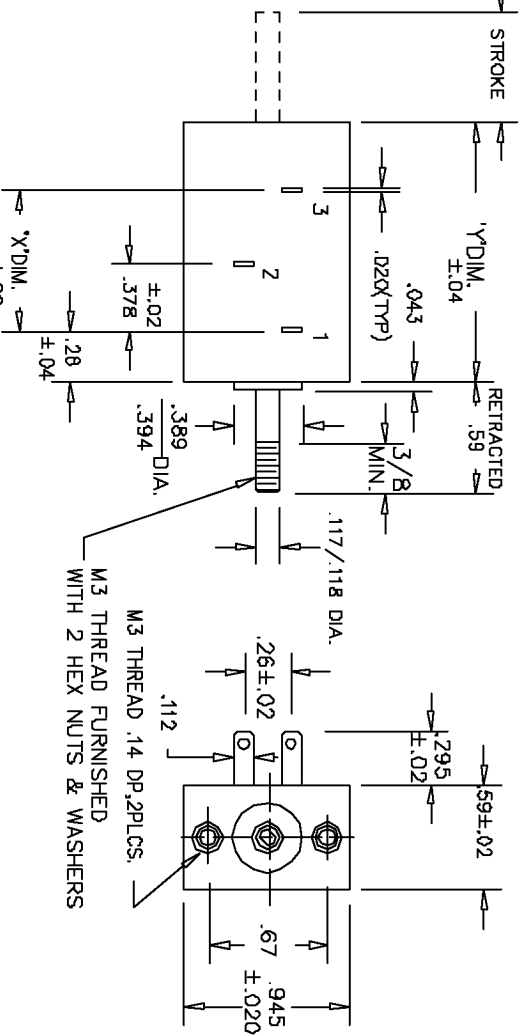 STROKE
'Y'DIM.
±.04
RETRACTED
.59
.043
.020(TYP)
3/8
MIN.
.117/.118 DIA.
3
2
1
"X"DIM.
±.02
.378
.28
±.04
.389
.394
DIA.
M3 THREAD FURNISHED
WITH 2 HEX NUTS & WASHERS
M3 THREAD .14 DP,2PLCS.
.112
.26±.02
.295
±.02
.59±.02
.67
.945
±.020